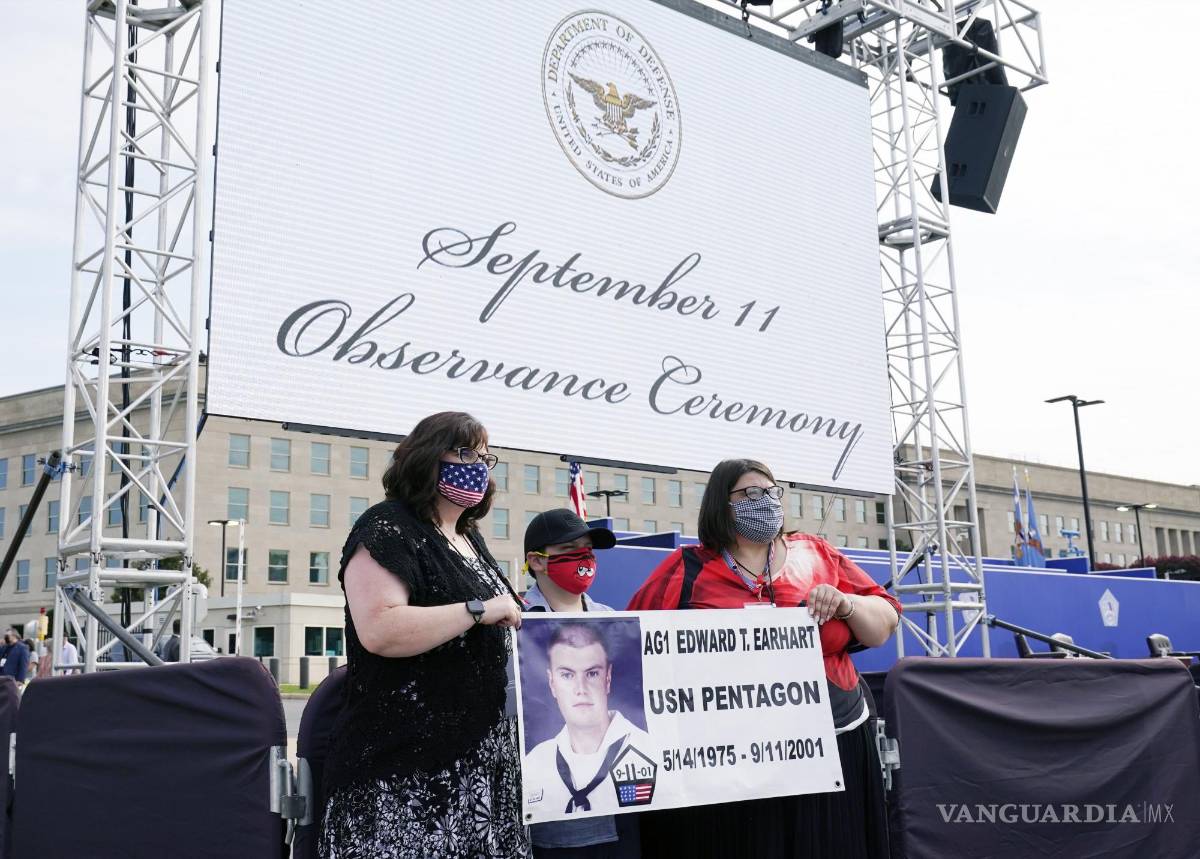 DEPARTMENT OF DEFENSE
UNITED STATES OF AMERICA
September 11
Observance Ceremony
AG1 EDWARD T. EARHART
USN PENTAGON
5/14/1975 - 9/11/2001
9-11-01
VANGUARDIA|MX